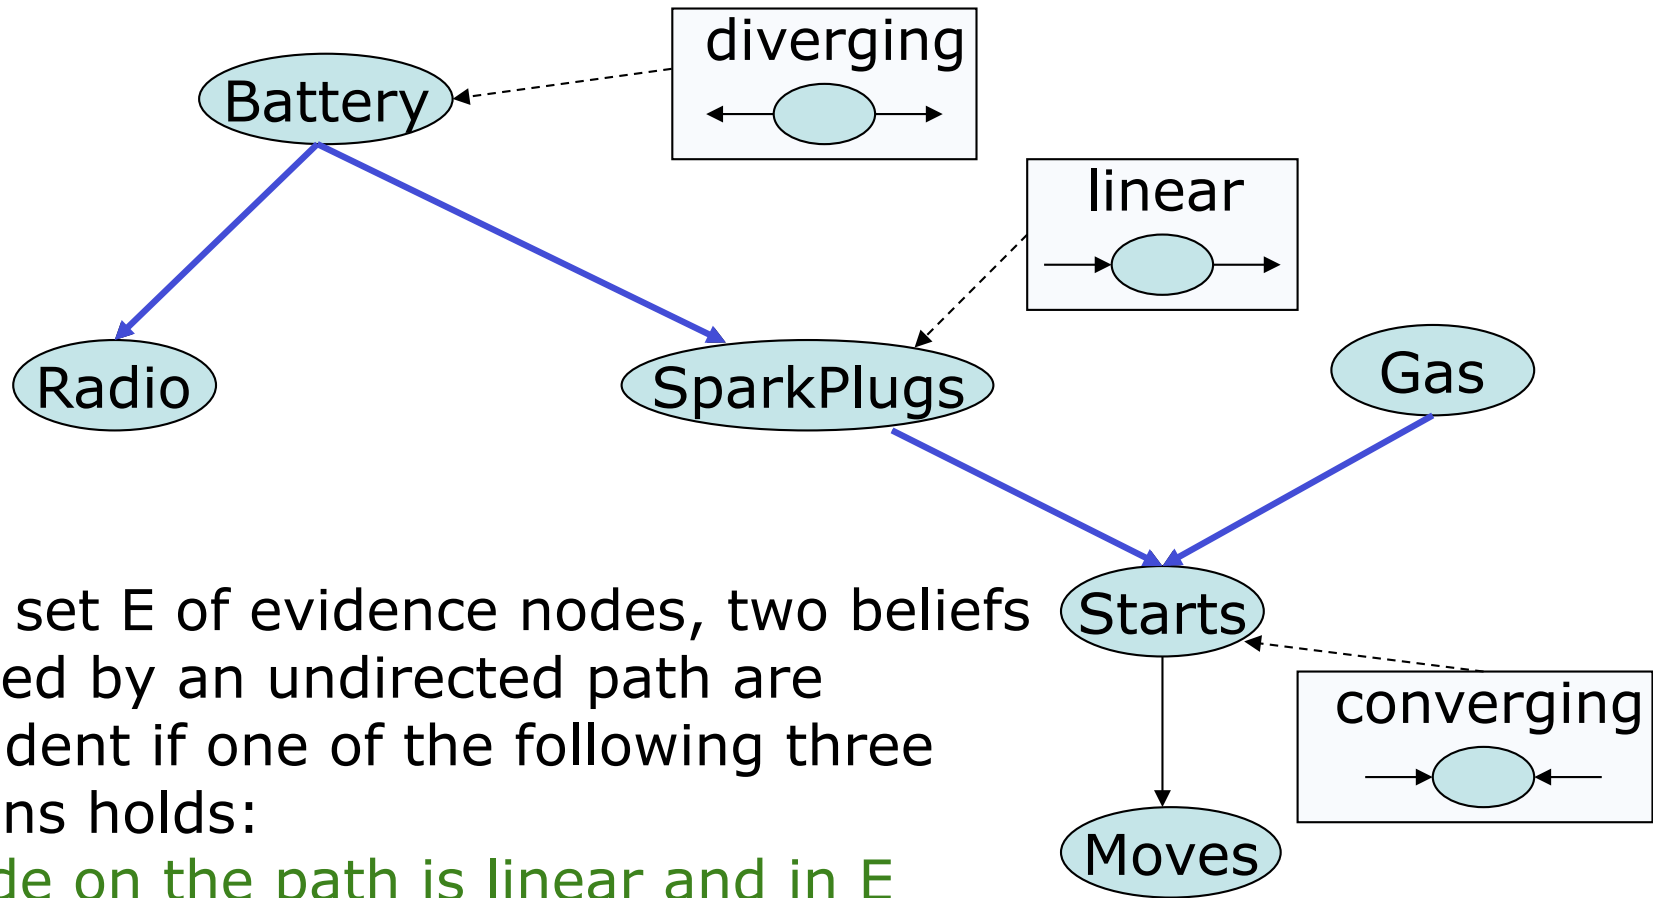 diverging
Battery
linear
Radio
SparkPlugs
Gas
set E of evidence nodes, two beliefs
Starts
ed by an undirected path are
converging
dent if one of the following three
ns holds:
Moves
de on the path is linear and in E